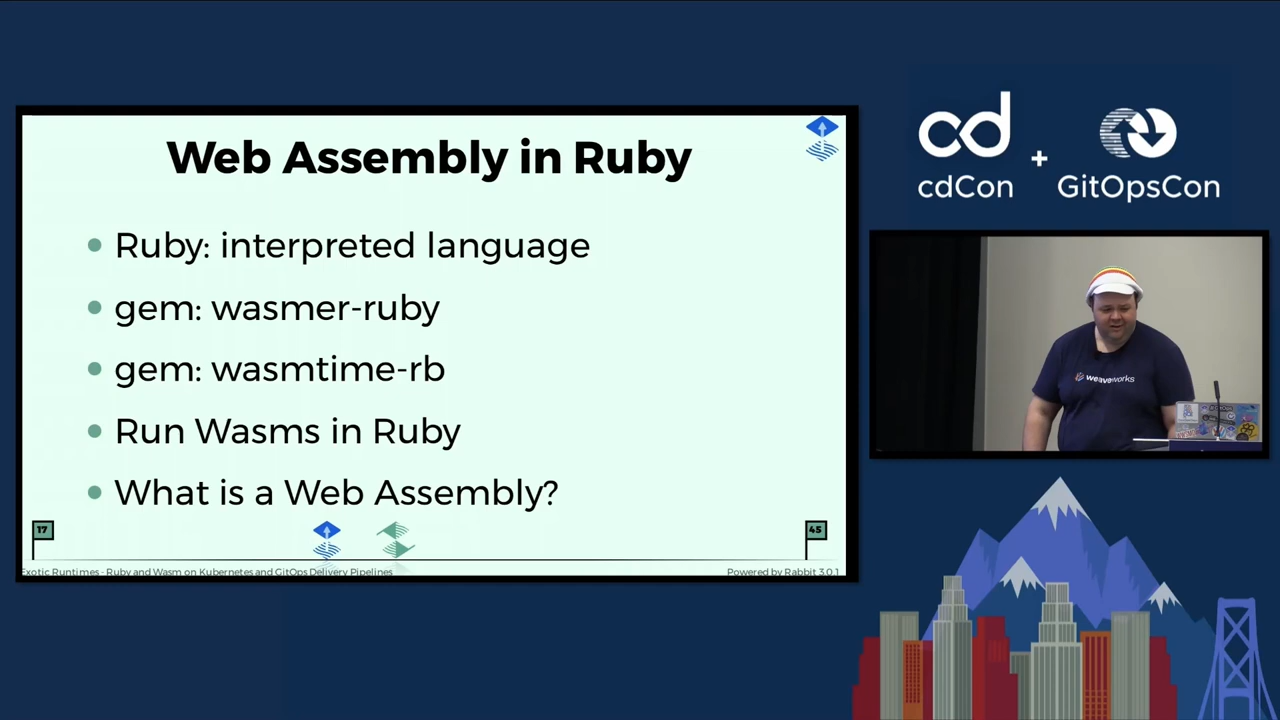 Web Assembly in Ruby
Ruby: interpreted language
gem: wasmer-ruby
gem: wasmtime-rb
Run Wasms in Ruby
What is a Web Assembly?
17
45
Exotic Runtimes - Ruby and Wasm on Kubernetes and GitOps Delivery Pipelines
Powered by Rabbit 3.0.1
cd
cdCon
+
GitOpsCon
weaveworks